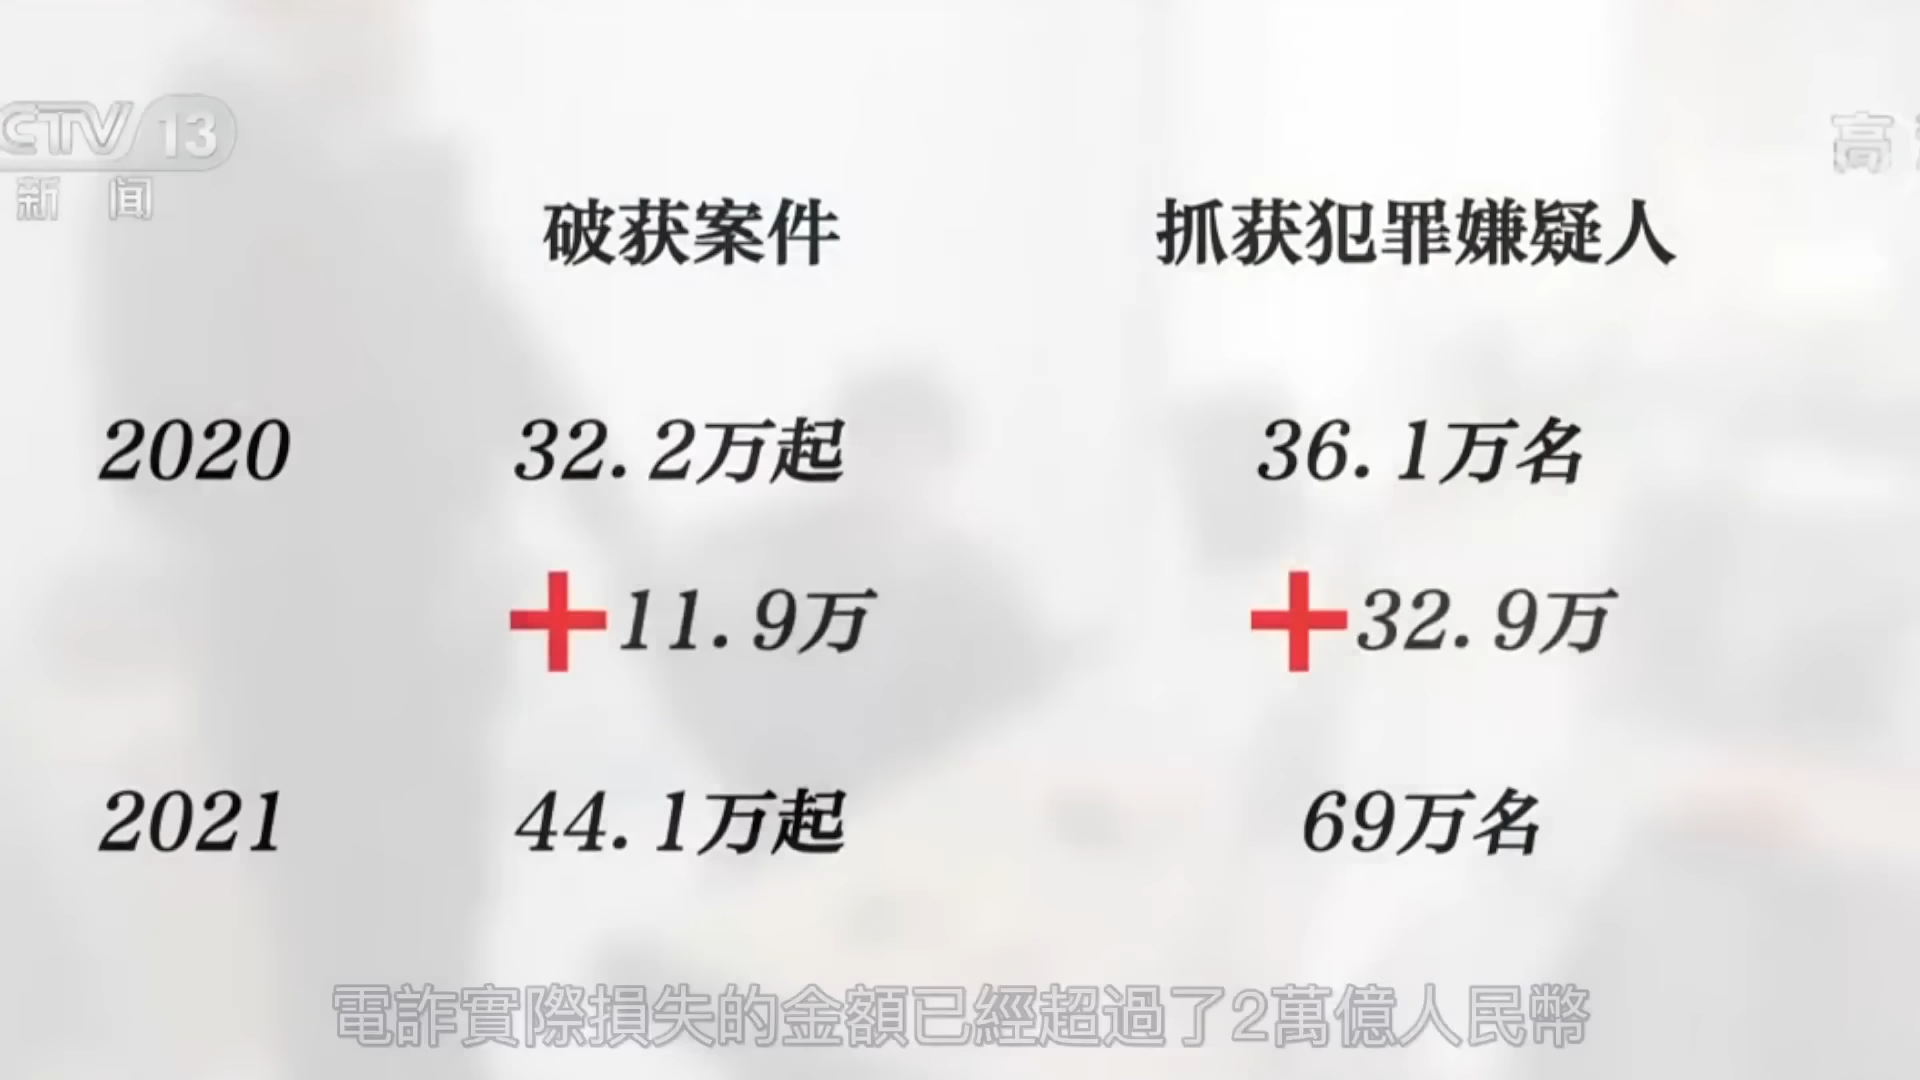 CCTV 13
新闻
高
破获案件 抓获犯罪嫌疑人
2020 32.2万起 36.1万名
+11.9万 +32.9万
2021 44.1万起 69万名
電詐實際損失的金額已經超過了2萬億人民幣